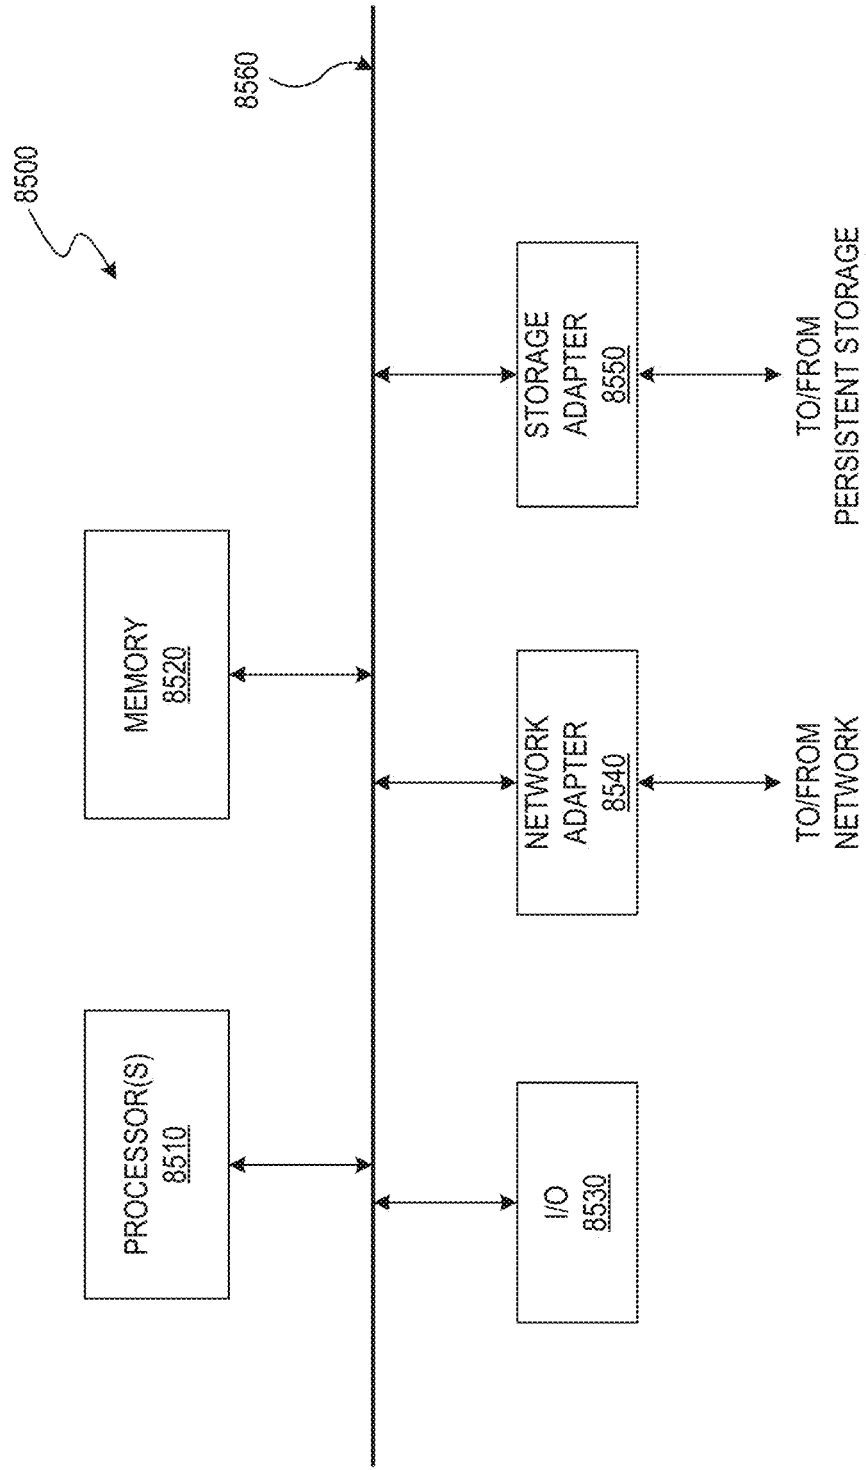 8500
8560
PROCESSOR(S)
8510
MEMORY
8520
I/O
8530
NETWORK
ADAPTER
8540
STORAGE
ADAPTER
8550
TO/FROM
NETWORK
TO/FROM
PERSISTENT STORAGE